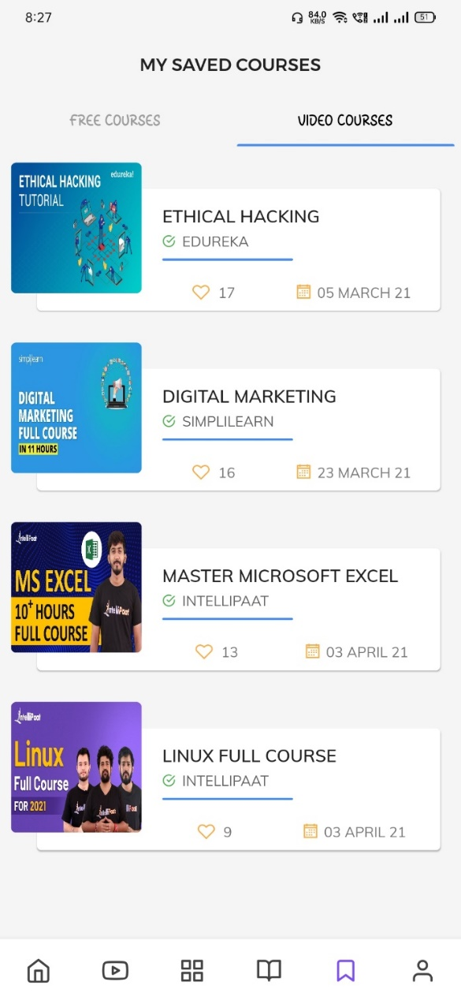 8:27
84.0
KB/S
51
MY SAVED COURSES
FREE COURSES
VIDEO COURSES
ETHICAL HACKING
edureka!
TUTORIAL
ETHICAL HACKING
EDUREKA
17
05 MARCH 21
simplilearn
DIGITAL
MARKETING
FULL COURSE
IN 11 HOURS
DIGITAL MARKETING
SIMPLILEARN
16
23 MARCH 21
IntelliPaat
MS EXCEL
10+ HOURS
FULL COURSE
IntelliPaat
MASTER MICROSOFT EXCEL
INTELLIPAAT
13
03 APRIL 21
IntelliPaat
Linux
Full Course
FOR 2021
IntelliPaat
LINUX FULL COURSE
INTELLIPAAT
9
03 APRIL 21